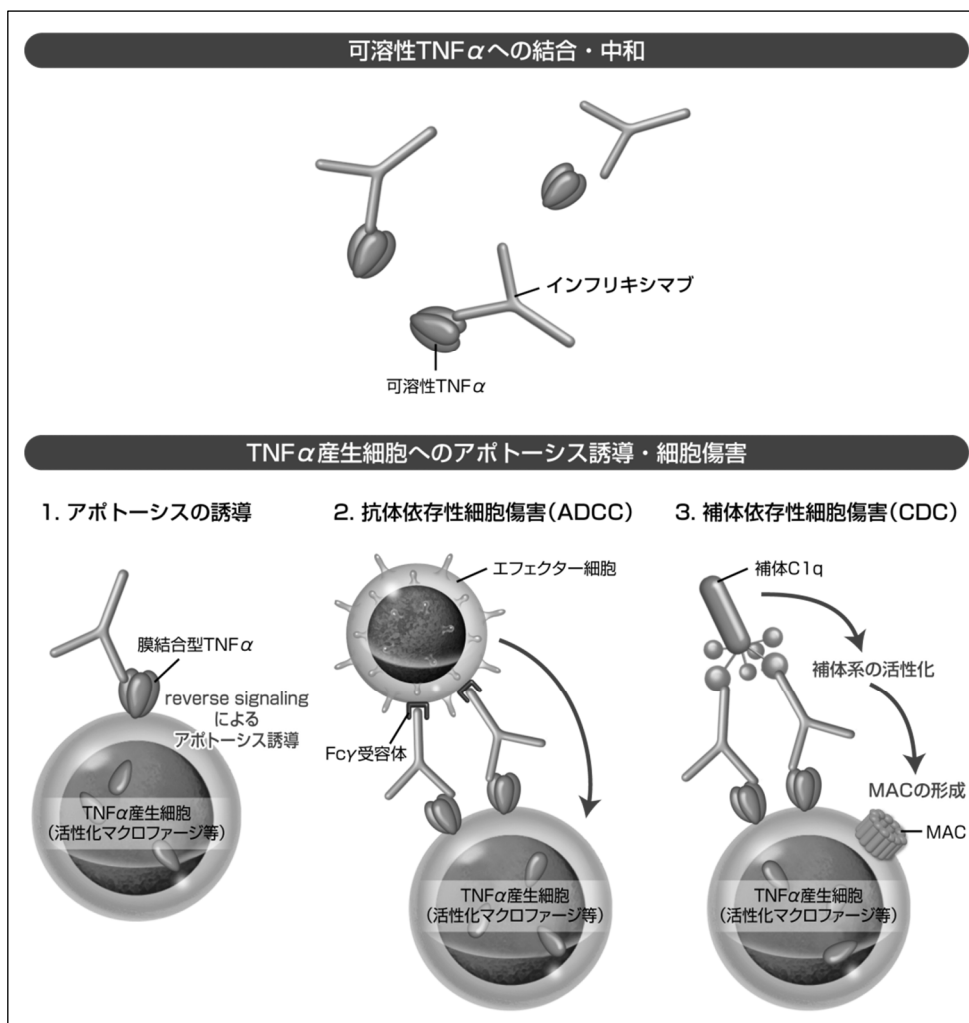 可溶性TNFαへの結合・中和
インフリキシマブ
可溶性TNFα
TNFα産生細胞へのアポトーシス誘導・細胞傷害
1. アポトーシスの誘導
膜結合型TNFα
reverse signaling
による
アポトーシス誘導
TNFα産生細胞
(活性化マクロファージ等)
2. 抗体依存性細胞傷害(ADCC)
エフェクター細胞
Fcγ受容体
TNFα産生細胞
(活性化マクロファージ等)
3. 補体依存性細胞傷害(CDC)
補体C1q
補体系の活性化
MACの形成
MAC
TNFα産生細胞
(活性化マクロファージ等)